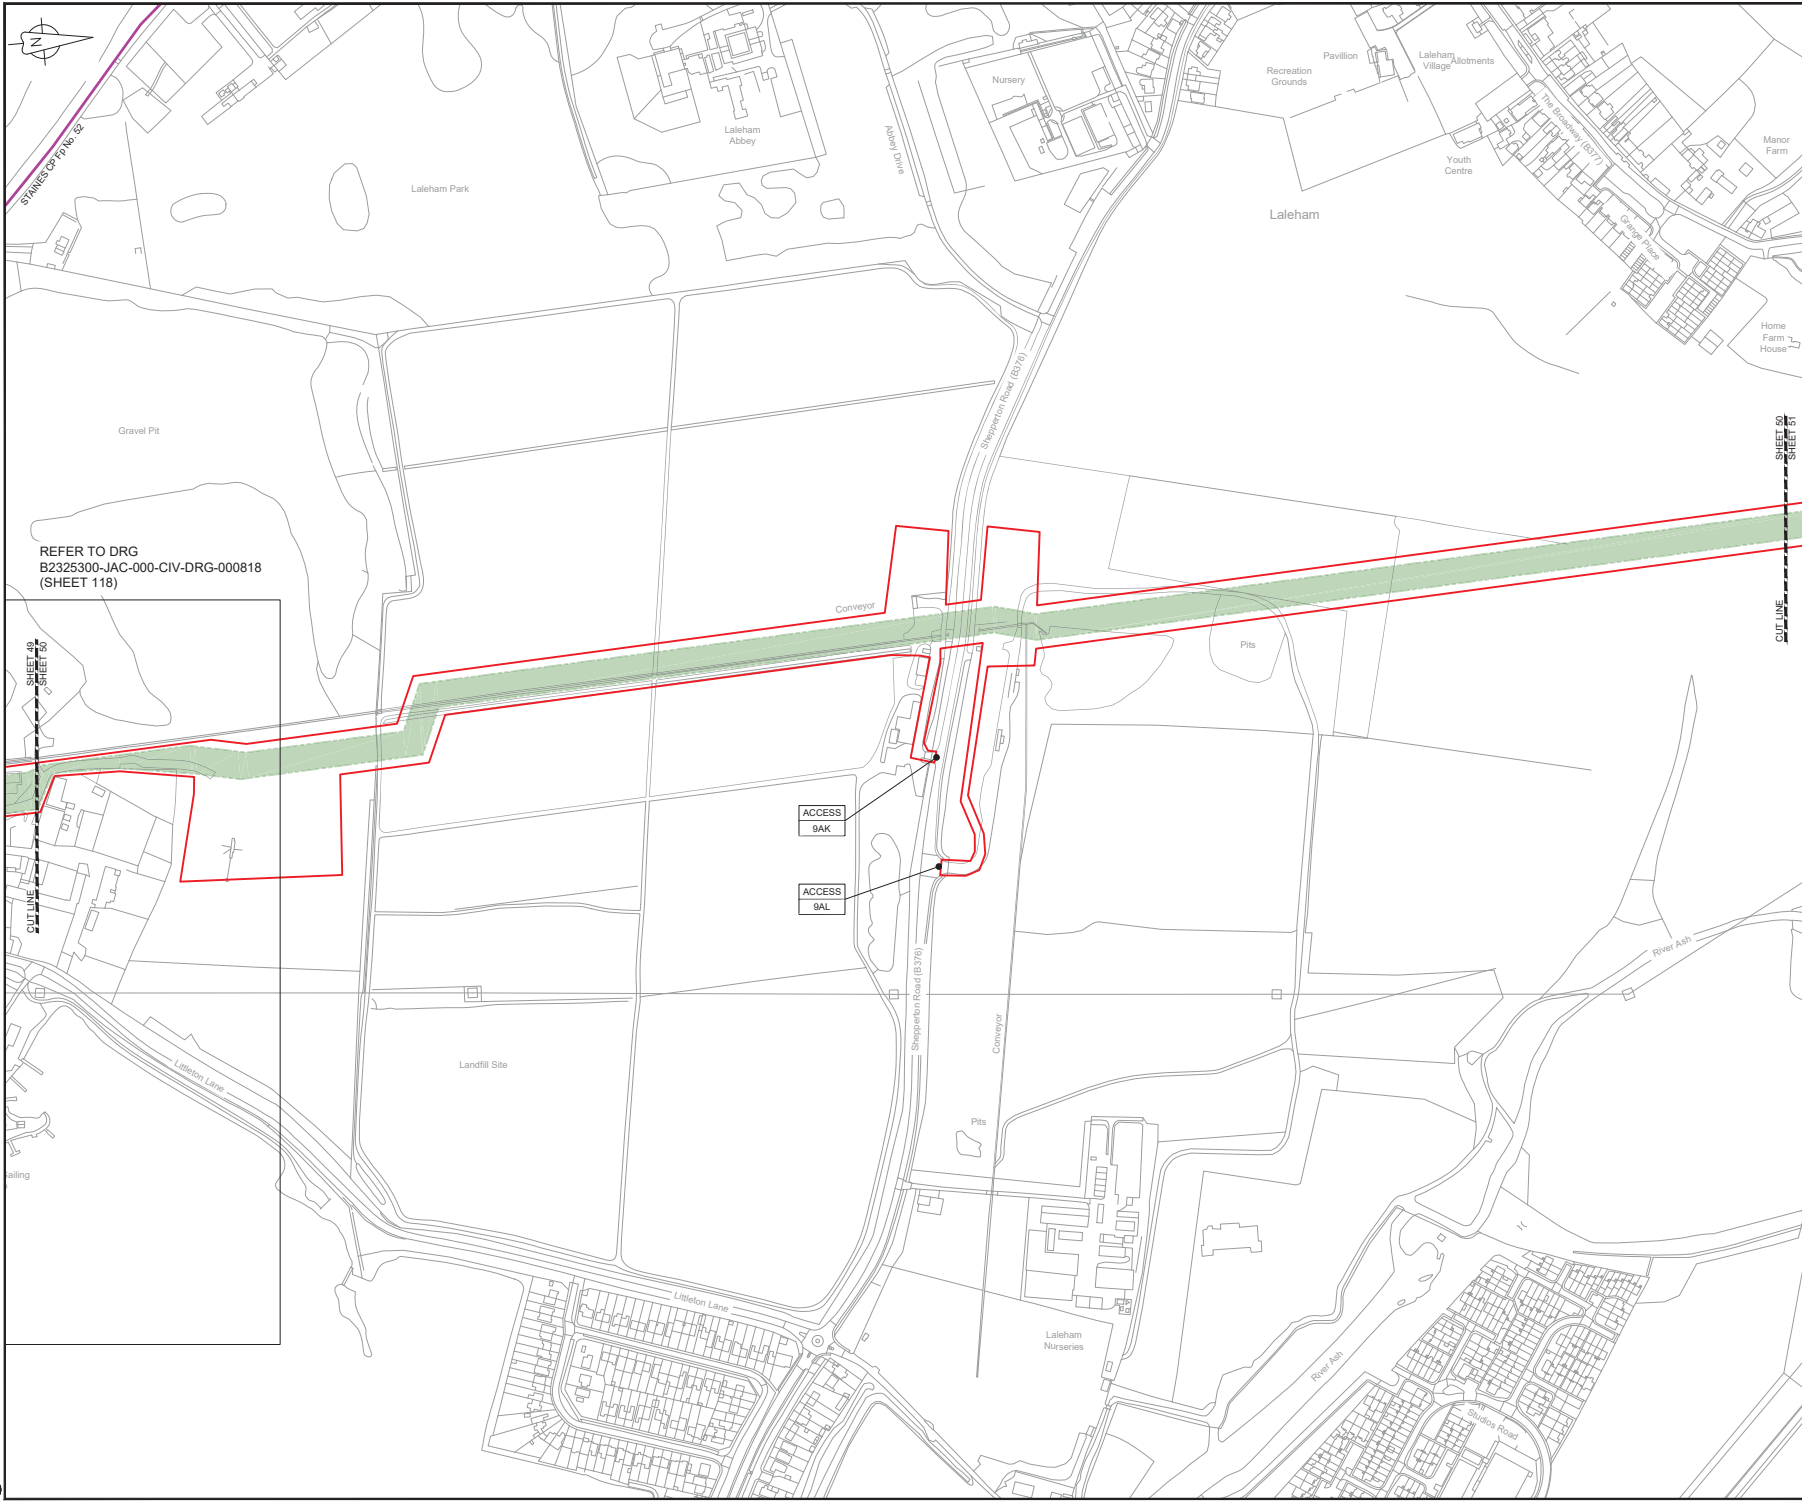 N
STAINES CP Fp No. 52
Laleham
Abbey
Laleham Park
Abbey Drive
Nursery
Recreation
Grounds
Pavillion
Laleham
Village
Allotments
The Broadway (B377)
Youth
Centre
Manor
Farm
Laleham
Grange Place
Home
Farm
House
Shepperton Road (B376)
Gravel Pit
SHEET 50
SHEET 51
CUT LINE
REFER TO DRG
B2325300-JAC-000-CIV-DRG-000818
(SHEET 118)
Conveyor
Pits
SHEET 49
SHEET 50
CUT LINE
ACCESS
9AK
ACCESS
9AL
River Ash
Shepperton Road (B376)
Conveyor
Landfill Site
Littleton Lane
Pits
Littleton Lane
Laleham
Nurseries
River Ash
Studios Road